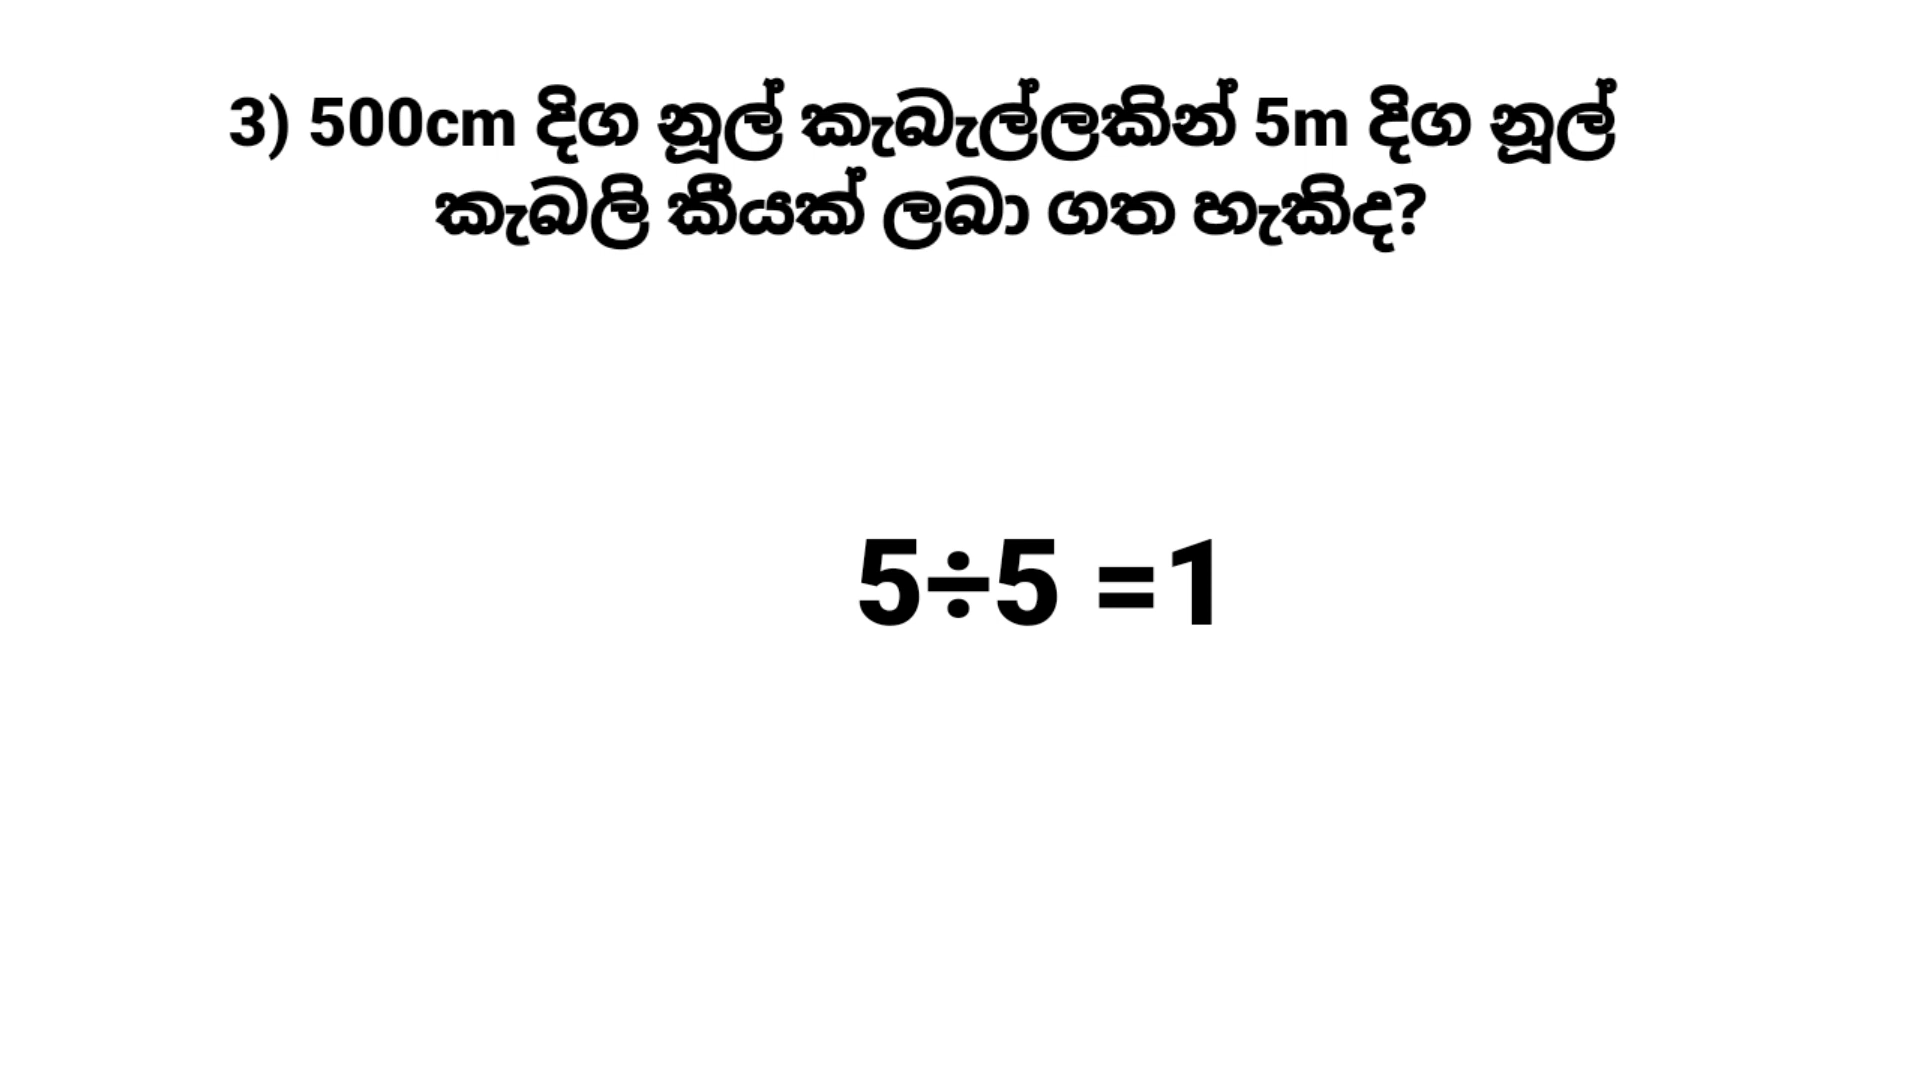 3) 500cm දිග නූල් කැබැල්ලකින් 5m දිග නූල්
කැබලි කීයක් ලබා ගත හැකිද?
5÷5 =1